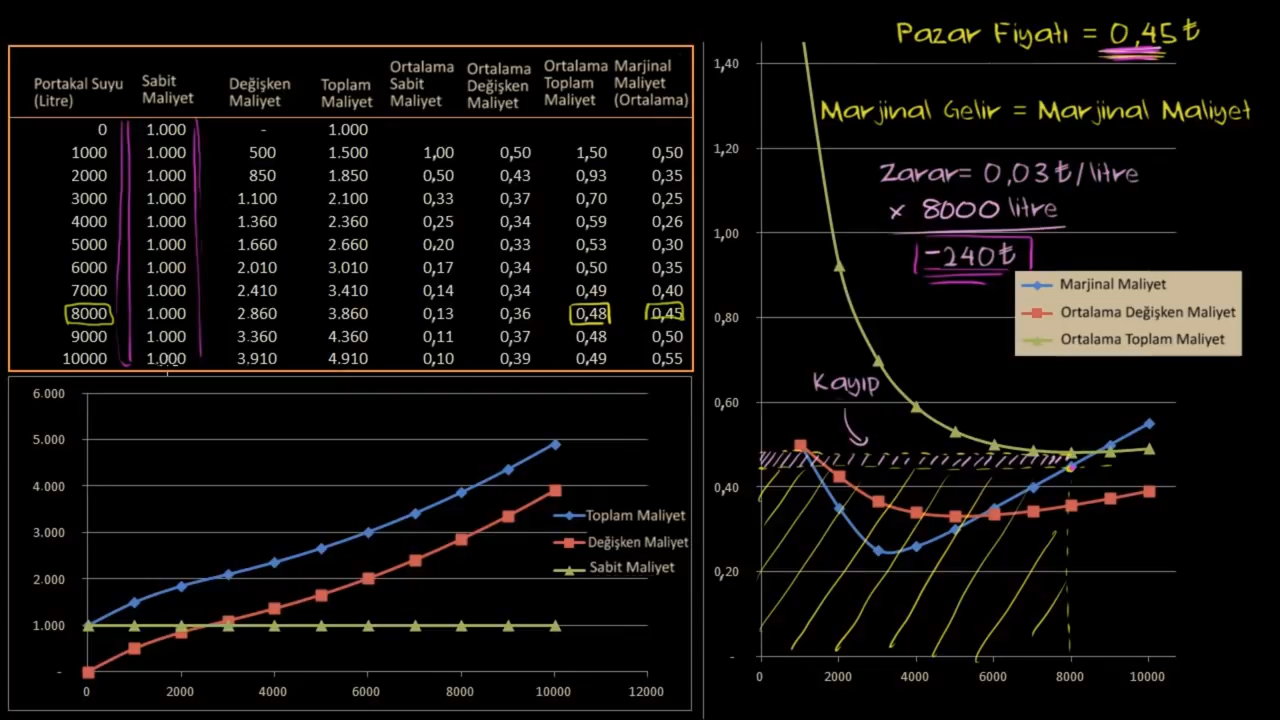 Pazar Fiyatı = 0,45₺
Marjinal Gelir = Marjinal Maliyet
Zarar = 0,03₺/litre
x 8000 litre
-240₺
Portakal Suyu (Litre) Sabit Maliyet Değişken Maliyet Toplam Maliyet Ortalama Sabit Maliyet Ortalama Değişken Maliyet Ortalama Toplam Maliyet Marjinal Maliyet (Ortalama)
0 1.000 - 1.000
1000 1.000 500 1.500 1,00 0,50 1,50 0,50
2000 1.000 850 1.850 0,50 0,43 0,93 0,35
3000 1.000 1.100 2.100 0,33 0,37 0,70 0,25
4000 1.000 1.360 2.360 0,25 0,34 0,59 0,26
5000 1.000 1.660 2.660 0,20 0,33 0,53 0,30
6000 1.000 2.010 3.010 0,17 0,34 0,50 0,35
7000 1.000 2.410 3.410 0,14 0,34 0,49 0,40
8000 1.000 2.860 3.860 0,13 0,36 0,48 0,45
9000 1.000 3.360 4.360 0,11 0,37 0,48 0,50
10000 1.000 3.910 4.910 0,10 0,39 0,49 0,55
6.000
5.000
4.000
3.000
2.000
1.000
-
0 2000 4000 6000 8000 10000 12000
Toplam Maliyet
Değişken Maliyet
Sabit Maliyet
1,40
1,20
1,00
0,80
0,60
0,40
0,20
-
0 2000 4000 6000 8000 10000
Marjinal Maliyet
Ortalama Değişken Maliyet
Ortalama Toplam Maliyet
Kayıp